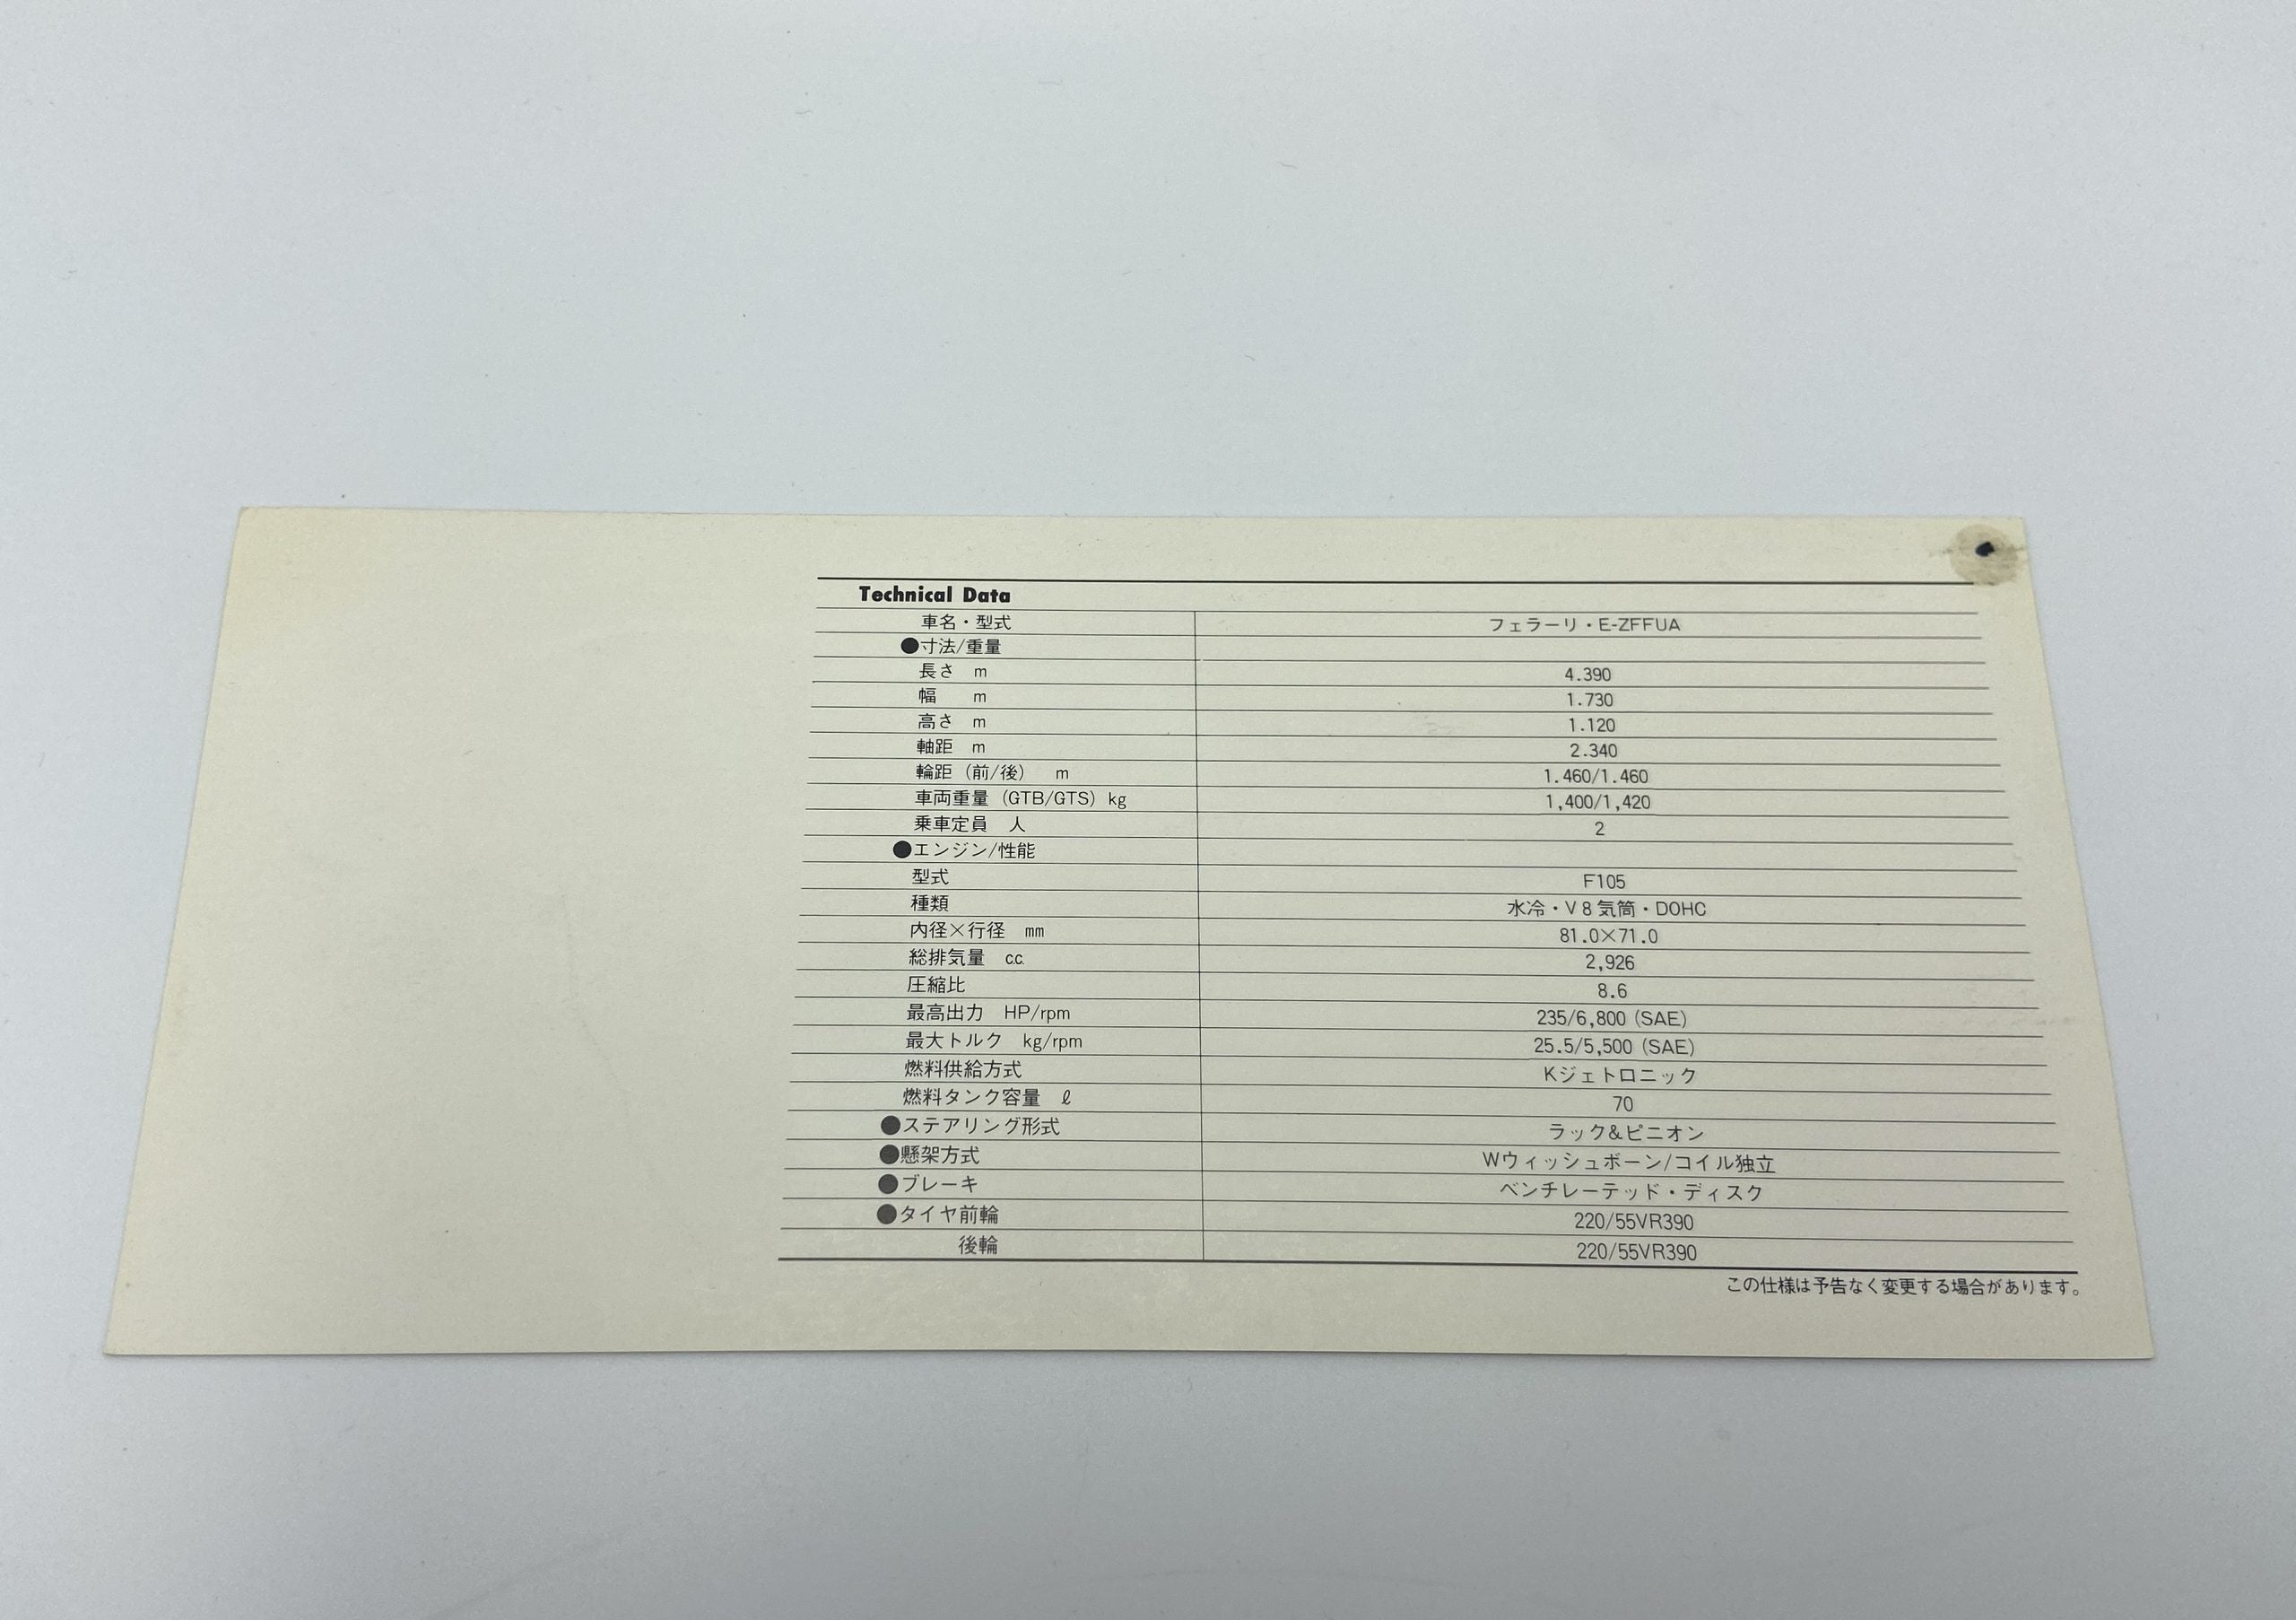 Technical Data
車名・型式 フェラーリ・E-ZFFUA
●寸法/重量
長さ m 4.390
幅 m 1.730
高さ m 1.120
軸距 m 2.340
輪距（前/後） m 1.460/1.460
車両重量（GTB/GTS）kg 1,400/1,420
乗車定員 人 2
●エンジン/性能
型式 F105
種類 水冷・V8気筒・DOHC
内径×行径 mm 81.0×71.0
総排気量 c.c. 2,926
圧縮比 8.6
最高出力 HP/rpm 235/6,800 (SAE)
最大トルク kg/rpm 25.5/5,500 (SAE)
燃料供給方式 Kジェトロニック
燃料タンク容量 ℓ 70
●ステアリング形式 ラック&ピニオン
●懸架方式 Wウィッシュボーン/コイル独立
●ブレーキ ベンチレーテッド・ディスク
●タイヤ前輪 220/55VR390
後輪 220/55VR390
この仕様は予告なく変更する場合があります。